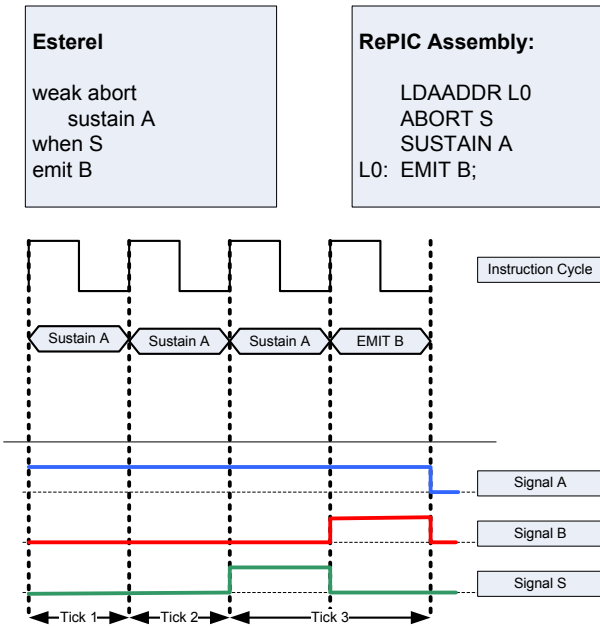 Esterel
weak abort
sustain A
when S
emit B
RePIC Assembly:
LDAADDR L0
ABORT S
SUSTAIN A
L0: EMIT B;
Instruction Cycle
Sustain A
Sustain A
Sustain A
EMIT B
Signal A
Signal B
Signal S
Tick 1
Tick 2
Tick 3